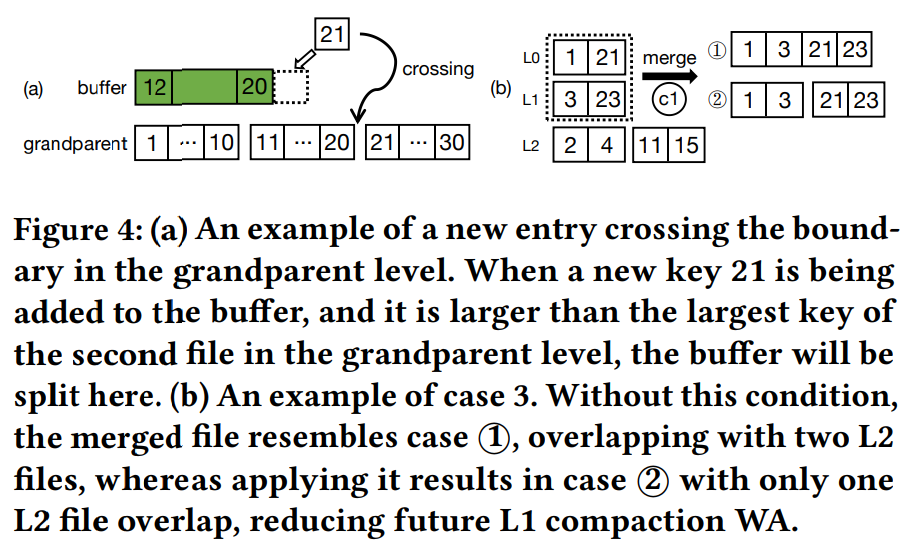 21
crossing
(a) buffer 12 20
grandparent 1 ... 10 11 ... 20 21 ... 30
(b) L0 1 21
merge
L1 3 23
c1
L2 2 4 11 15
① 1 3 21 23
② 1 3 21 23
Figure 4: (a) An example of a new entry crossing the bound-
ary in the grandparent level. When a new key 21 is being
added to the buffer, and it is larger than the largest key of
the second file in the grandparent level, the buffer will be
split here. (b) An example of case 3. Without this condition,
the merged file resembles case ①, overlapping with two L2
files, whereas applying it results in case ② with only one
L2 file overlap, reducing future L1 compaction WA.